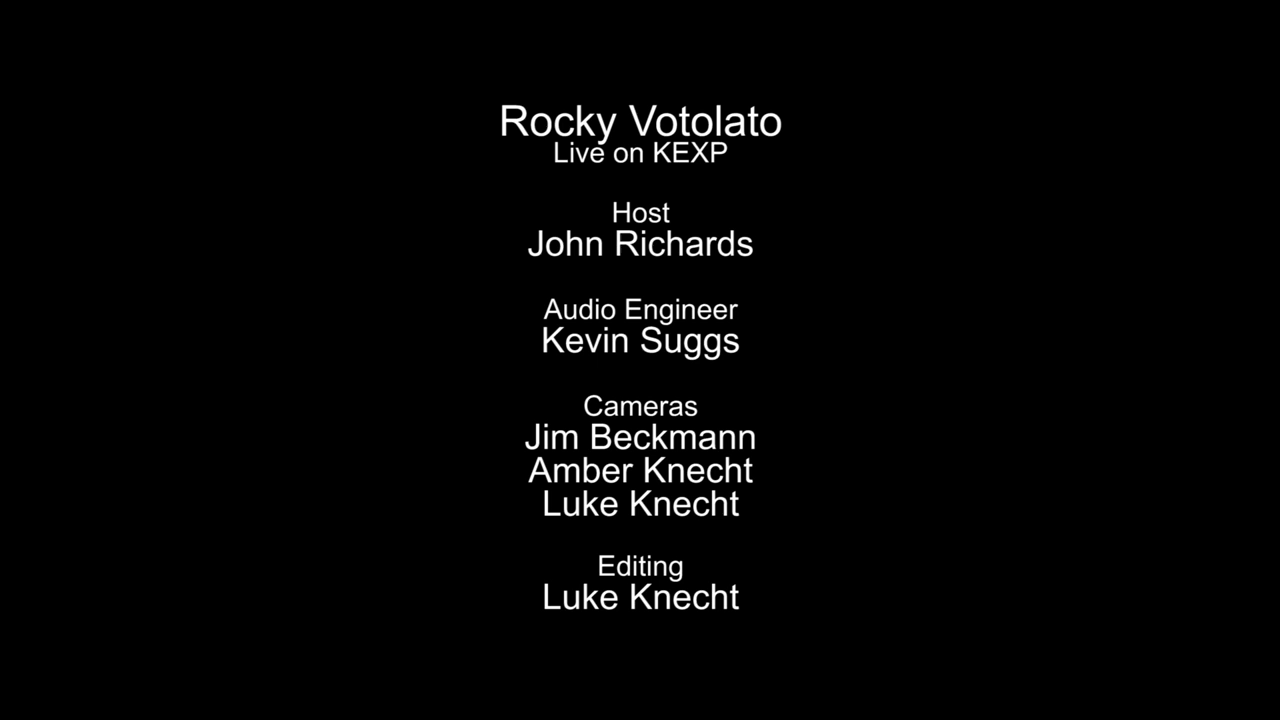 Rocky Votolato
Live on KEXP
Host
John Richards
Audio Engineer
Kevin Suggs
Cameras
Jim Beckmann
Amber Knecht
Luke Knecht
Editing
Luke Knecht